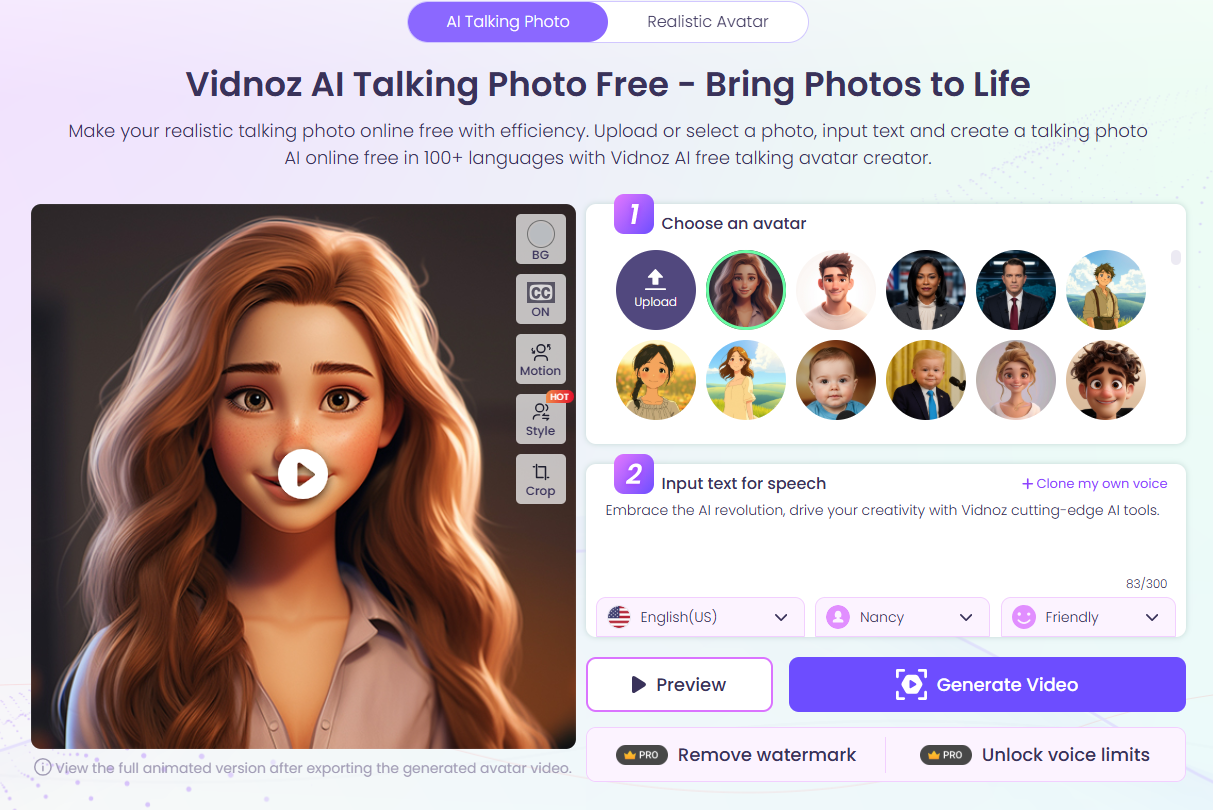 AI Talking Photo
Realistic Avatar
Vidnoz AI Talking Photo Free - Bring Photos to Life
Make your realistic talking photo online free with efficiency. Upload or select a photo, input text and create a talking photo
AI online free in 100+ languages with Vidnoz AI free talking avatar creator.
BG
CC
ON
Motion
HOT
Style
Crop
View the full animated version after exporting the generated avatar video.
1
Choose an avatar
Upload
2
Input text for speech
+ Clone my own voice
Embrace the AI revolution, drive your creativity with Vidnoz cutting-edge AI tools.
83/300
English(US)
Nancy
Friendly
Preview
Generate Video
PRO Remove watermark
PRO Unlock voice limits